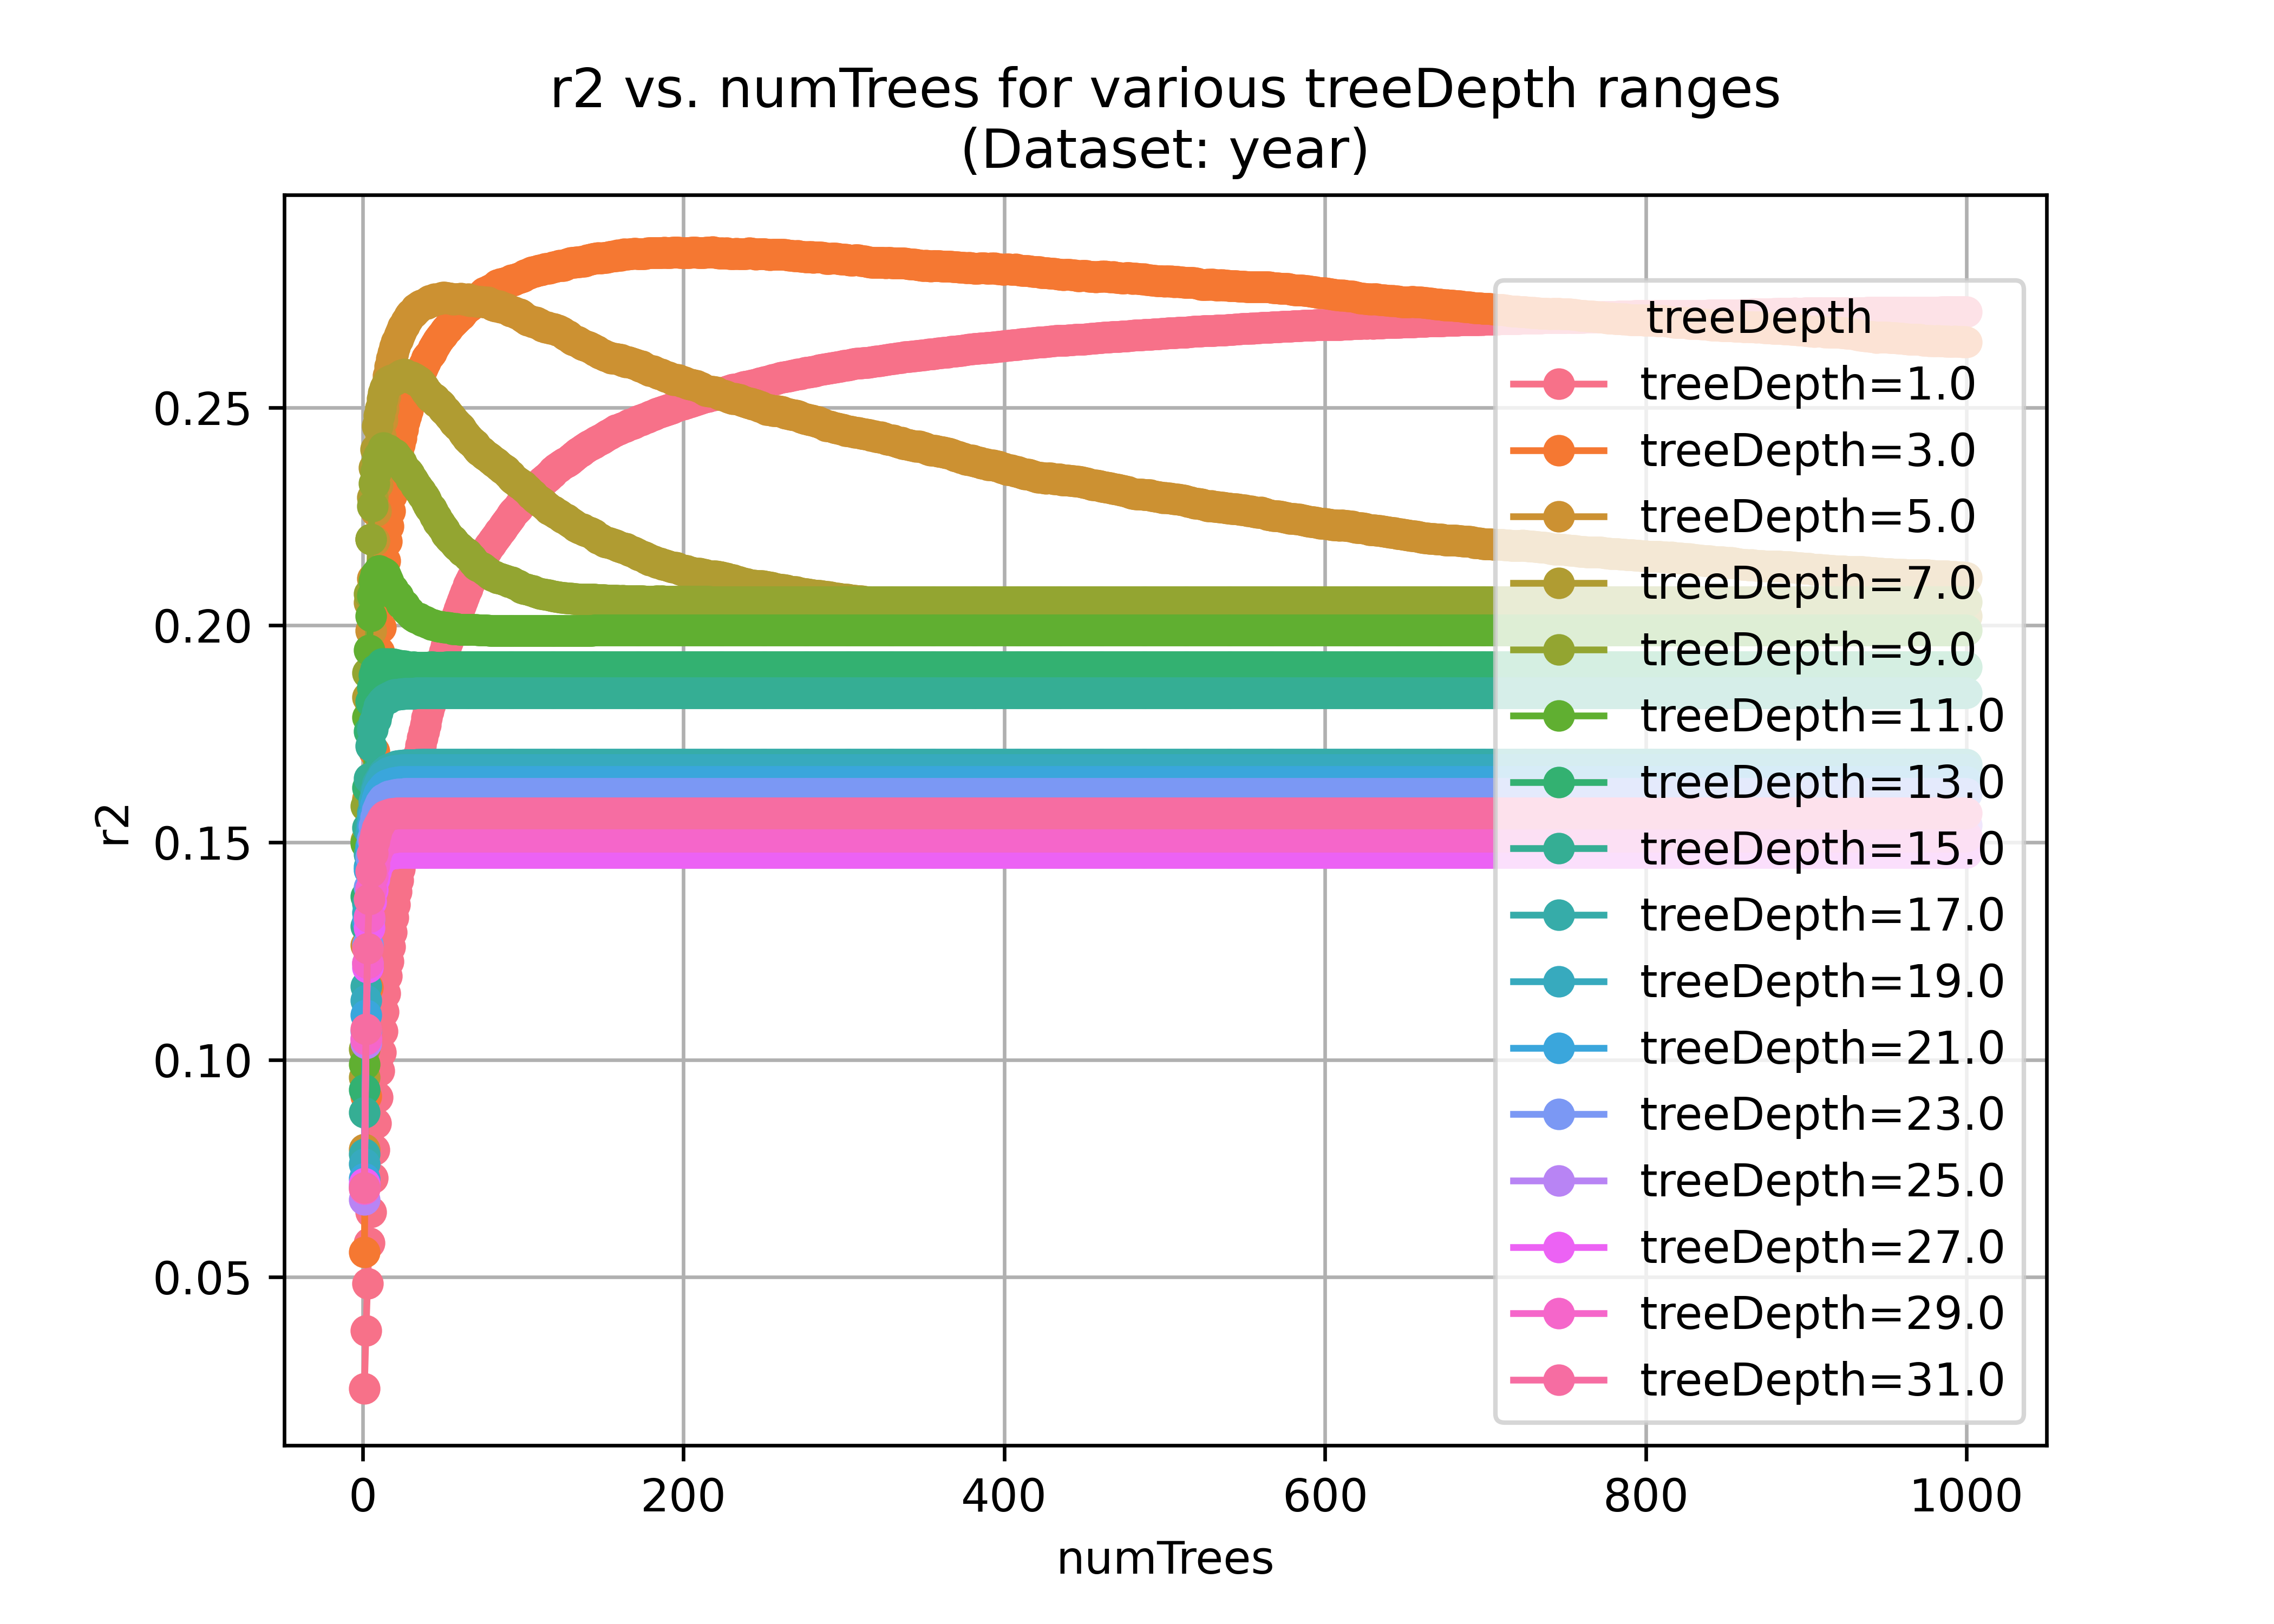 r2 vs. numTrees for various treeDepth ranges
(Dataset: year)
r2
0.25
0.20
0.15
0.10
0.05
treeDepth
treeDepth=1.0
treeDepth=3.0
treeDepth=5.0
treeDepth=7.0
treeDepth=9.0
treeDepth=11.0
treeDepth=13.0
treeDepth=15.0
treeDepth=17.0
treeDepth=19.0
treeDepth=21.0
treeDepth=23.0
treeDepth=25.0
treeDepth=27.0
treeDepth=29.0
treeDepth=31.0
0 200 400 600 800 1000
numTrees